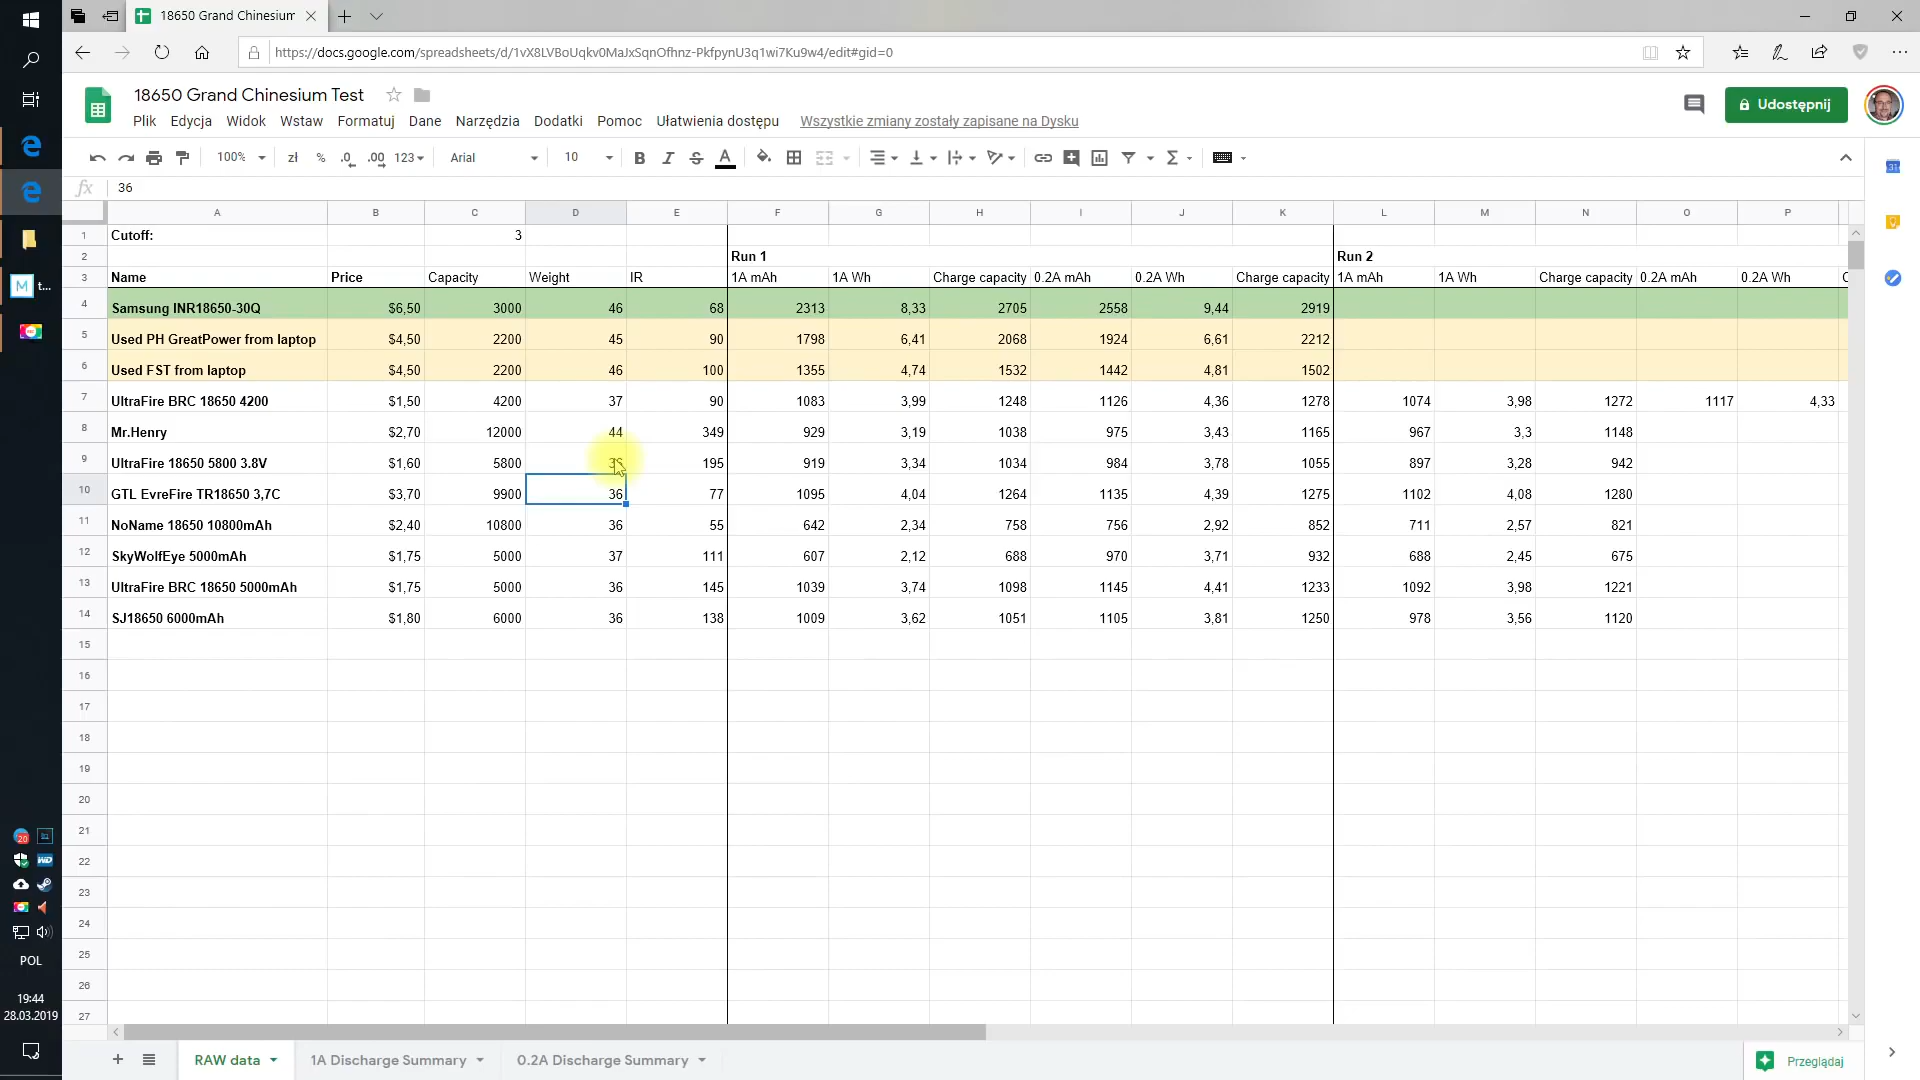 18650 Grand Chinesium
https://docs.google.com/spreadsheets/d/1vX8LVBoUqkv0MaJxSqnOfhnz-PkfpynU3q1wi7Ku9w4/edit#gid=0
18650 Grand Chinesium Test
Udostępnij
Plik Edycja Widok Wstaw Formatuj Dane Narzędzia Dodatki Pomoc Ułatwienia dostępu Wszystkie zmiany zostały zapisane na Dysku
100% zł % .0 .00 123 Arial 10 B I S A Σ
31
fx 36
A B C D E F G H I J K L M N O P
1 Cutoff: 3
2 Run 1 Run 2
3 Name Price Capacity Weight IR 1A mAh 1A Wh Charge capacity 0.2A mAh 0.2A Wh Charge capacity 1A mAh 1A Wh Charge capacity 0.2A mAh 0.2A Wh C
4 Samsung INR18650-30Q $6,50 3000 46 68 2313 8,33 2705 2558 9,44 2919
5 Used PH GreatPower from laptop $4,50 2200 45 90 1798 6,41 2068 1924 6,61 2212
6 Used FST from laptop $4,50 2200 46 100 1355 4,74 1532 1442 4,81 1502
7 UltraFire BRC 18650 4200 $1,50 4200 37 90 1083 3,99 1248 1126 4,36 1278 1074 3,98 1272 1117 4,33
8 Mr.Henry $2,70 12000 44 349 929 3,19 1038 975 3,43 1165 967 3,3 1148
9 UltraFire 18650 5800 3.8V $1,60 5800 195 919 3,34 1034 984 3,78 1055 897 3,28 942
10 GTL EvreFire TR18650 3,7C $3,70 9900 36 77 1095 4,04 1264 1135 4,39 1275 1102 4,08 1280
11 NoName 18650 10800mAh $2,40 10800 36 55 642 2,34 758 756 2,92 852 711 2,57 821
12 SkyWolfEye 5000mAh $1,75 5000 37 111 607 2,12 688 970 3,71 932 688 2,45 675
13 UltraFire BRC 18650 5000mAh $1,75 5000 36 145 1039 3,74 1098 1145 4,41 1233 1092 3,98 1221
14 SJ18650 6000mAh $1,80 6000 36 138 1009 3,62 1051 1105 3,81 1250 978 3,56 1120
15
16
17
18
19
20
21
22
23
24
25
26
27
M t...
20
WD
POL
19:44
28.03.2019
RAW data 1A Discharge Summary 0.2A Discharge Summary
Przeglądaj